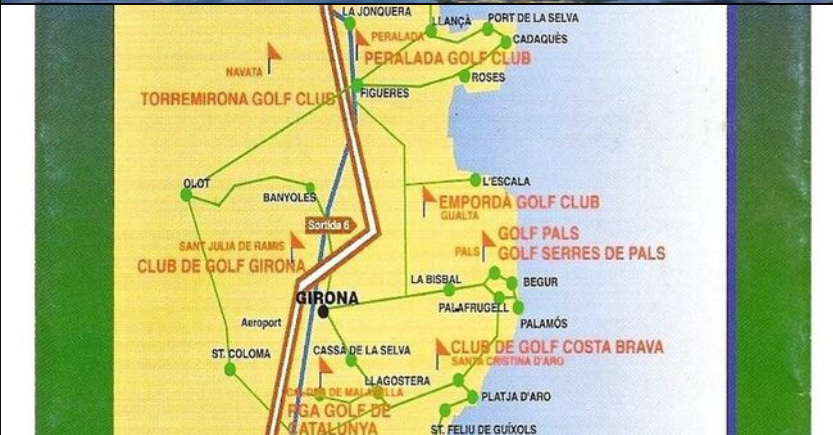 LA JONQUERA
LLANÇÀ
PORT DE LA SELVA
PERALADA
CADAQUÈS
PERALADA GOLF CLUB
NAVATA
ROSES
TORREMIRONA GOLF CLUB
FIGUERES
OLOT
L'ESCALA
BANYOLES
EMPORDÀ GOLF CLUB
GUALTA
Sortida 6
GOLF PALS
SANT JULIA DE RAMIS
PALS
GOLF SERRES DE PALS
CLUB DE GOLF GIRONA
LA BISBAL
BEGUR
GIRONA
PALAFRUGELL
Aeroport
PALAMÓS
ST. COLOMA
CASSÀ DE LA SELVA
CLUB DE GOLF COSTA BRAVA
SANTA CRISTINA D'ARO
LLAGOSTERA
PLATJA D'ARO
PGA GOLF DE
CATALUNYA
ST. FELIU DE GUÍXOLS